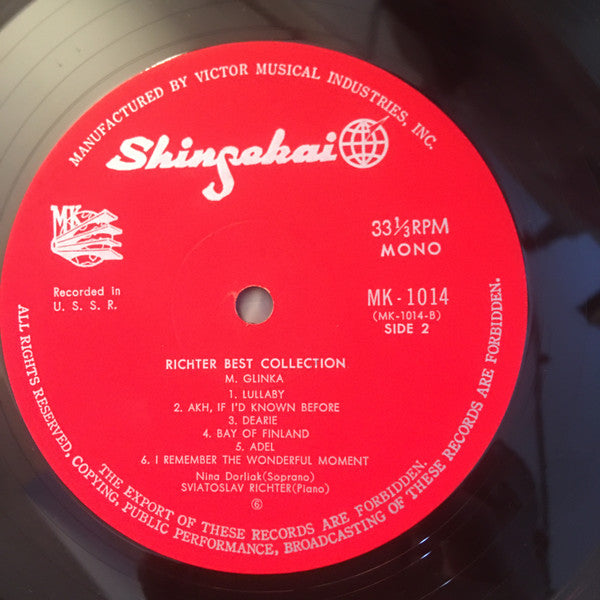 MANUFACTURED BY VICTOR MUSICAL INDUSTRIES, INC.
Shinsekai
MK
33⅓RPM
MONO
Recorded in
U. S. S. R.
MK-1014
(MK-1014-B)
SIDE 2
RICHTER BEST COLLECTION
M. GLINKA
1. LULLABY
2. AKH, IF I'D KNOWN BEFORE
3. DEARIE
4. BAY OF FINLAND
5. ADEL
6. I REMEMBER THE WONDERFUL MOMENT
Nina Dorliak(Soprano)
SVIATOSLAV RICHTER(Piano)
⑥
THE EXPORT OF THESE RECORDS ARE FORBIDDEN.
ALL RIGHTS RESERVED, COPYING, PUBLIC PERFORMANCE, BROADCASTING OF THESE RECORDS ARE FORBIDDEN.